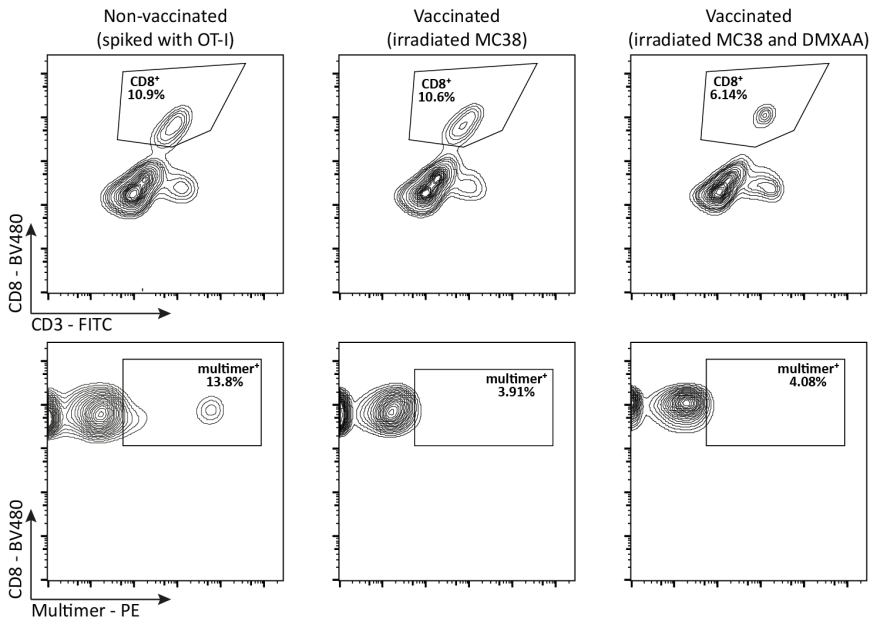 Non-vaccinated
(spiked with OT-I)
Vaccinated
(irradiated MC38)
Vaccinated
(irradiated MC38 and DMXAA)
CD8⁺
10.9%
CD8⁺
10.6%
CD8⁺
6.14%
CD8 - BV480
CD3 - FITC
multimer⁺
13.8%
multimer⁺
3.91%
multimer⁺
4.08%
CD8 - BV480
Multimer - PE